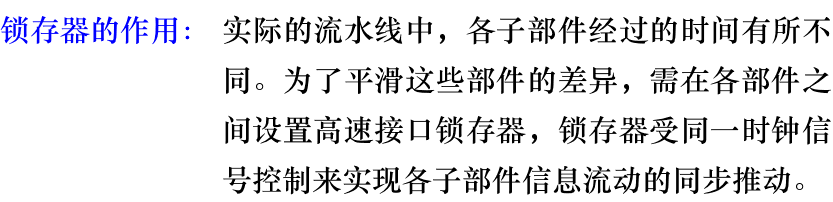 锁存器的作用： 实际的流水线中，各子部件经过的时间有所不
同。为了平滑这些部件的差异，需在各部件之
间设置高速接口锁存器，锁存器受同一时钟信
号控制来实现各子部件信息流动的同步推动。